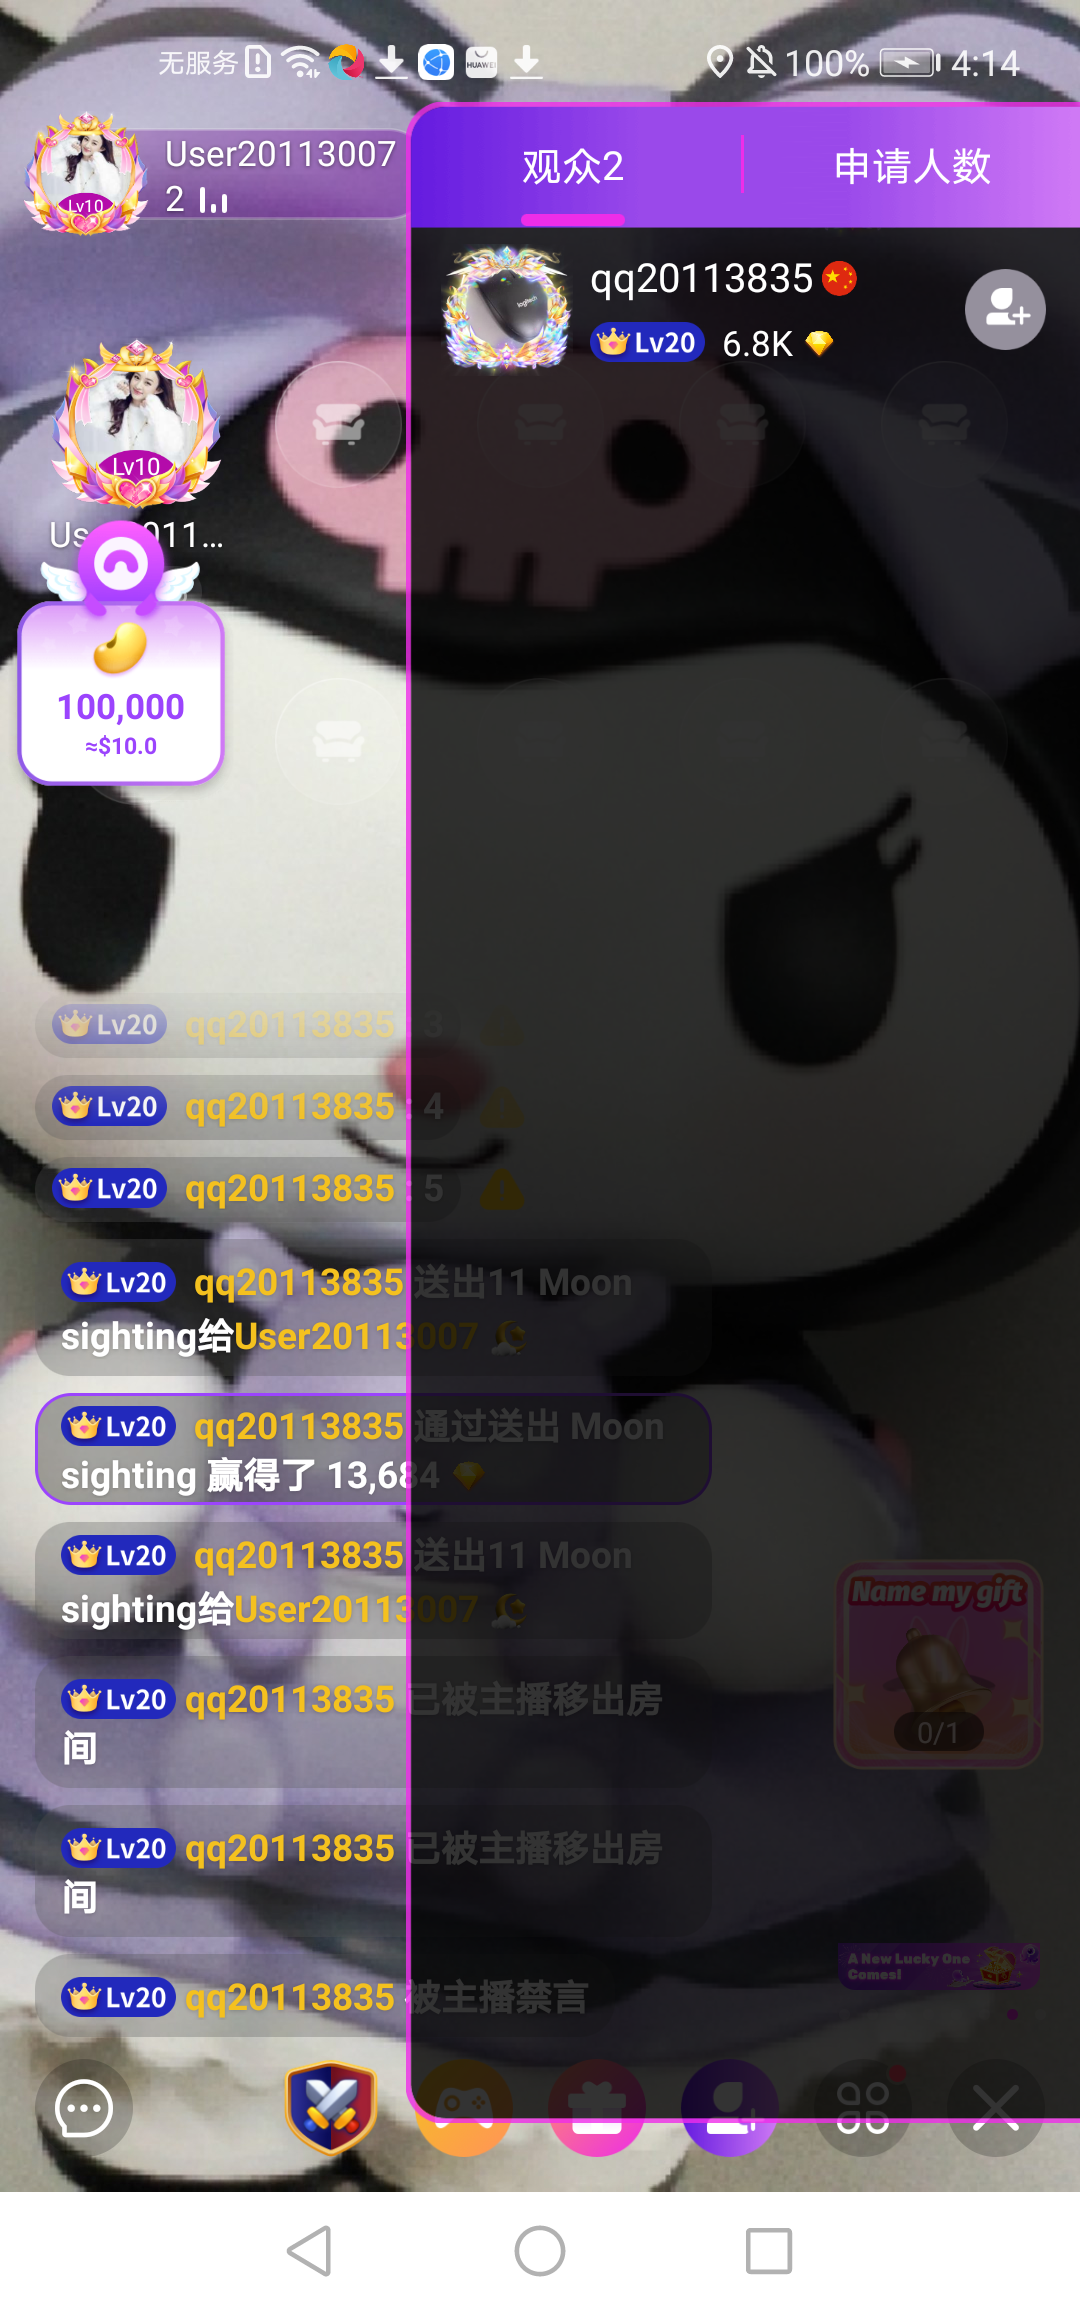 无服务
HUAWEI
100%
4:14
User20113007
2
Lv10
观众2
申请人数
logitech
qq20113835
Lv20
6.8K
Lv10
Us
011...
100,000
≈$10.0
Lv20 qq20113835 : 3
Lv20 qq20113835 : 4
Lv20 qq20113835 : 5
Lv20 qq20113835 送出11 Moon
sighting给User20113007
Lv20 qq20113835 通过送出 Moon
sighting 赢得了 13,684
Lv20 qq20113835 送出11 Moon
sighting给User20113007
Name my gift
0/1
Lv20 qq20113835 已被主播移出房
间
Lv20 qq20113835 已被主播移出房
间
A New Lucky One
Comes!
Lv20 qq20113835 被主播禁言